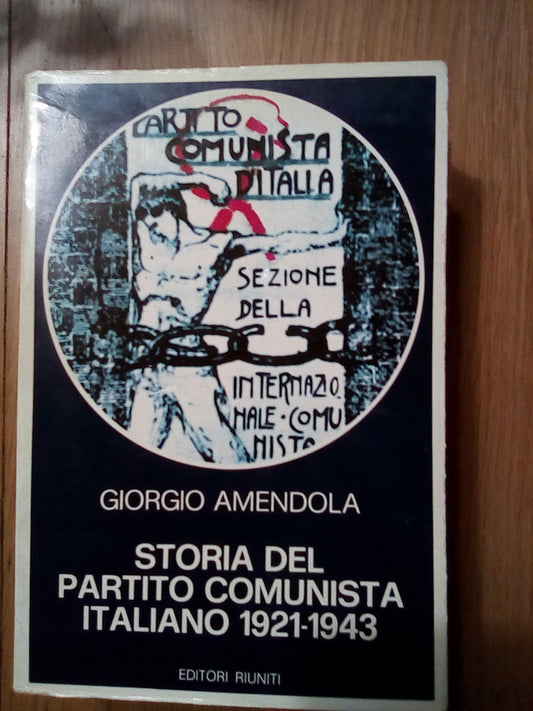 PARTITO
COMUNISTA
D'ITALIA
SEZIONE
DELLA
INTERNAZIO
NALE • COMU
NISTA
GIORGIO AMENDOLA
STORIA DEL
PARTITO COMUNISTA
ITALIANO 1921-1943
EDITORI RIUNITI